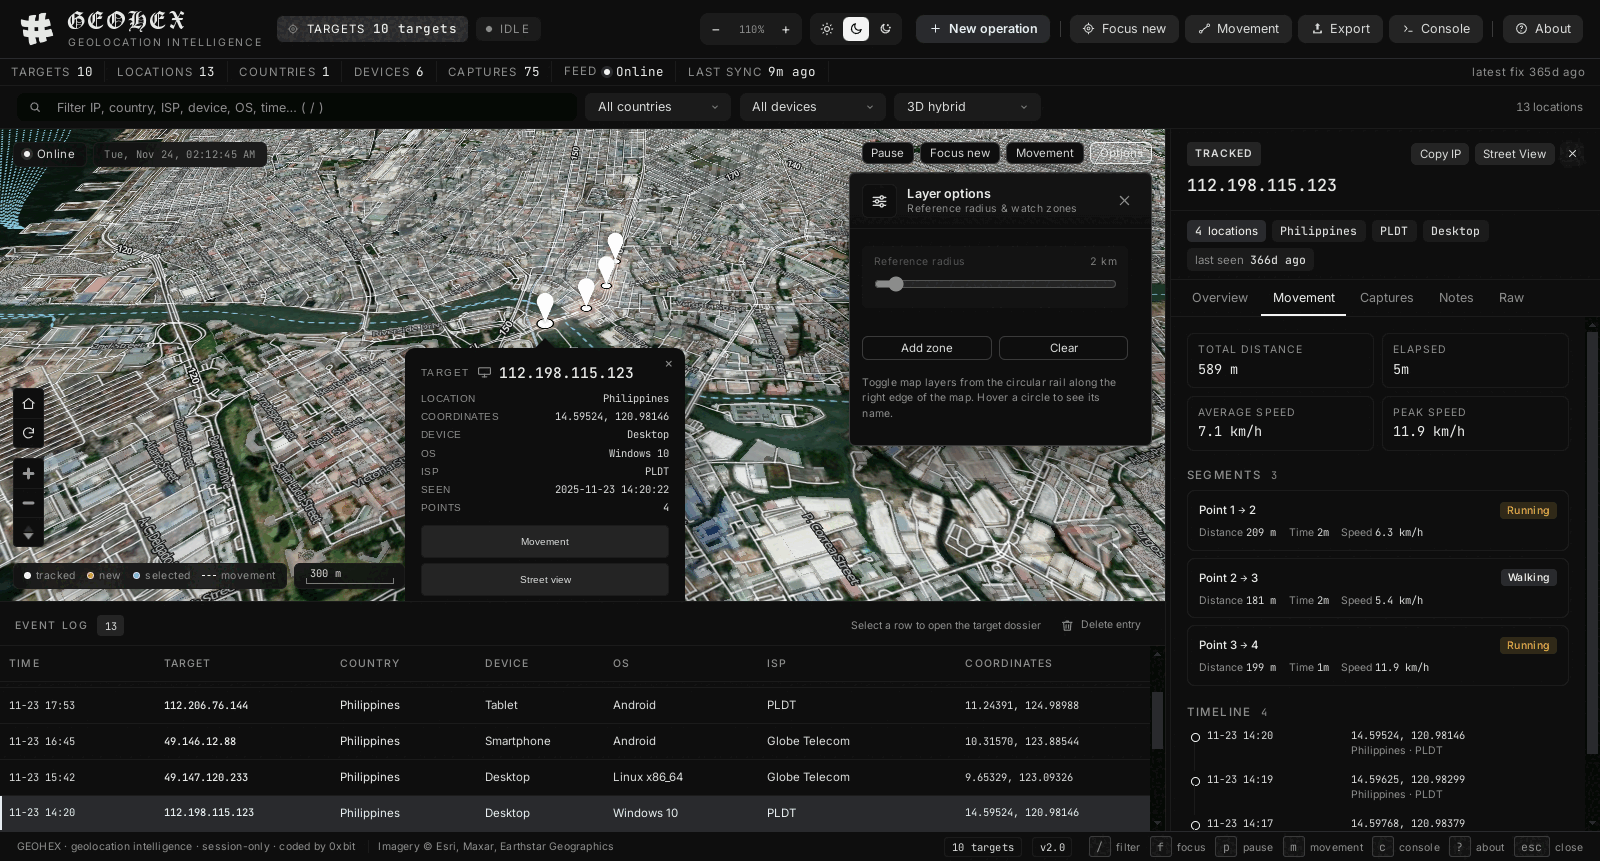 GEOHEX
GEOLOCATION INTELLIGENCE
TARGETS 10 targets
IDLE
− 110% +
+ New operation
Focus new
Movement
Export
Console
About
TARGETS 10
LOCATIONS 13
COUNTRIES 1
DEVICES 6
CAPTURES 75
FEED Online
LAST SYNC 9m ago
latest fix 365d ago
Filter IP, country, ISP, device, OS, time... ( / )
All countries
All devices
3D hybrid
13 locations
Online
Tue, Nov 24, 02:12:45 AM
Pause
Focus new
Movement
Options
Layer options
Reference radius & watch zones
Reference radius 2 km
Add zone
Clear
Toggle map layers from the circular rail along the
right edge of the map. Hover a circle to see its
name.
150
140
170
120
150
120
Real Street
P. Correa Street
TARGET 112.198.115.123 ×
LOCATION Philippines
COORDINATES 14.59524, 120.98146
DEVICE Desktop
OS Windows 10
ISP PLDT
SEEN 2025-11-23 14:20:22
POINTS 4
Movement
Street view
tracked new selected movement
300 m
TRACKED
Copy IP
Street View
112.198.115.123
4 locations
Philippines
PLDT
Desktop
last seen 366d ago
Overview Movement Captures Notes Raw
TOTAL DISTANCE
589 m
ELAPSED
5m
AVERAGE SPEED
7.1 km/h
PEAK SPEED
11.9 km/h
SEGMENTS 3
Point 1 → 2 Running
Distance 209 m Time 2m Speed 6.3 km/h
Point 2 → 3 Walking
Distance 181 m Time 2m Speed 5.4 km/h
Point 3 → 4 Running
Distance 199 m Time 1m Speed 11.9 km/h
TIMELINE 4
11-23 14:20 14.59524, 120.98146
Philippines · PLDT
11-23 14:19 14.59625, 120.98299
Philippines · PLDT
11-23 14:17 14.59768, 120.98379
EVENT LOG 13
Select a row to open the target dossier
Delete entry
TIME TARGET COUNTRY DEVICE OS ISP COORDINATES
11-23 17:53 112.206.76.144 Philippines Tablet Android PLDT 11.24391, 124.98988
11-23 16:45 49.146.12.88 Philippines Smartphone Android Globe Telecom 10.31570, 123.88544
11-23 15:42 49.147.120.233 Philippines Desktop Linux x86_64 Globe Telecom 9.65329, 123.09326
11-23 14:20 112.198.115.123 Philippines Desktop Windows 10 PLDT 14.59524, 120.98146
GEOHEX · geolocation intelligence · session-only · coded by 0xbit
Imagery © Esri, Maxar, Earthstar Geographics
10 targets
v2.0
/ filter f focus p pause m movement c console ? about esc close